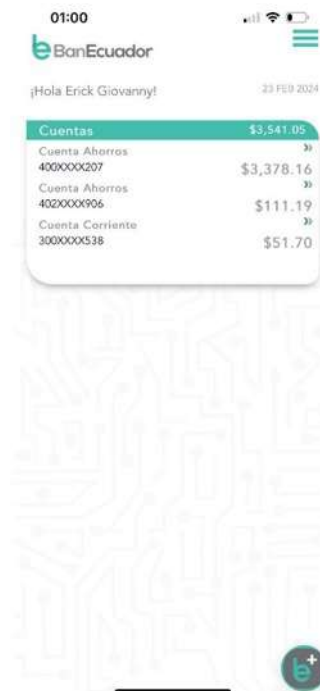 01:00
BanEcuador
¡Hola Erick Giovanny!
23 FEB 2024
Cuentas $3,541.05
Cuenta Ahorros
400XXXX207 $3,378.16
Cuenta Ahorros
402XXXX906 $111.19
Cuenta Corriente
300XXXX538 $51.70